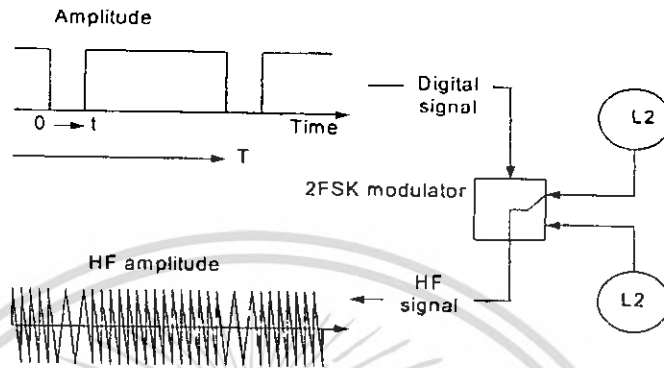 Amplitude
0 → t
Time
T
Digital
signal
L2
2FSK modulator
HF amplitude
HF
signal
L2